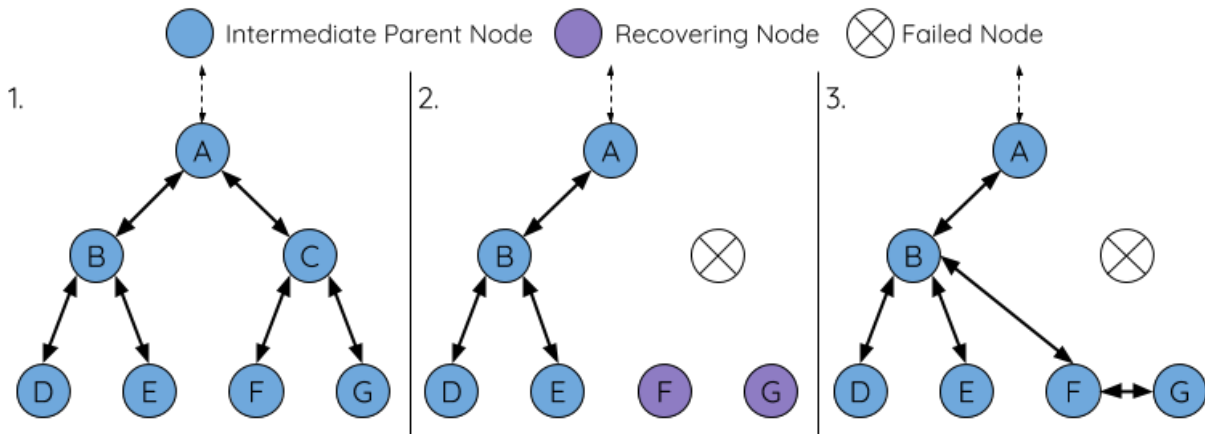 Intermediate Parent Node Recovering Node Failed Node
1. 2. 3.
A A A
B C B B
D E F G D E F G D E F G